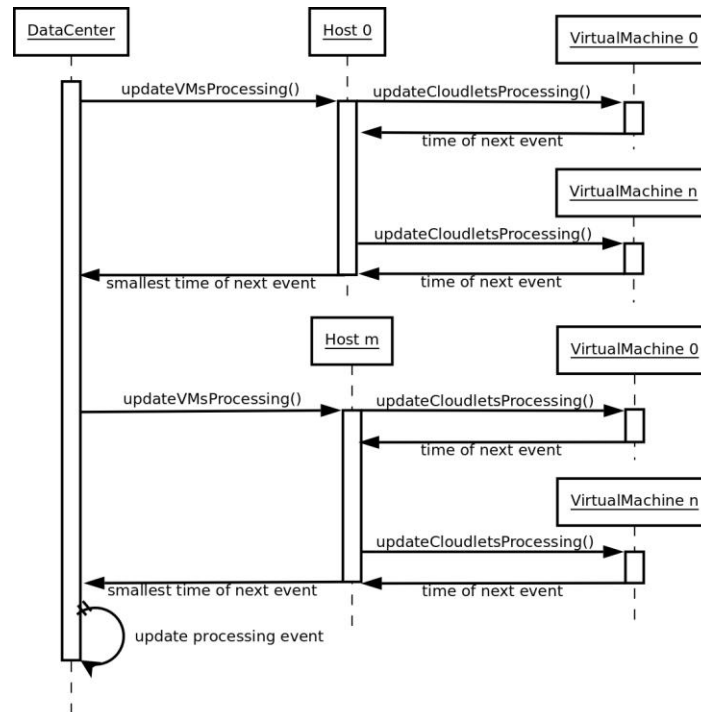 DataCenter
Host 0
VirtualMachine 0
updateVMsProcessing()
updateCloudletsProcessing()
time of next event
VirtualMachine n
updateCloudletsProcessing()
smallest time of next event
time of next event
Host m
VirtualMachine 0
updateVMsProcessing()
updateCloudletsProcessing()
time of next event
VirtualMachine n
updateCloudletsProcessing()
smallest time of next event
time of next event
update processing event